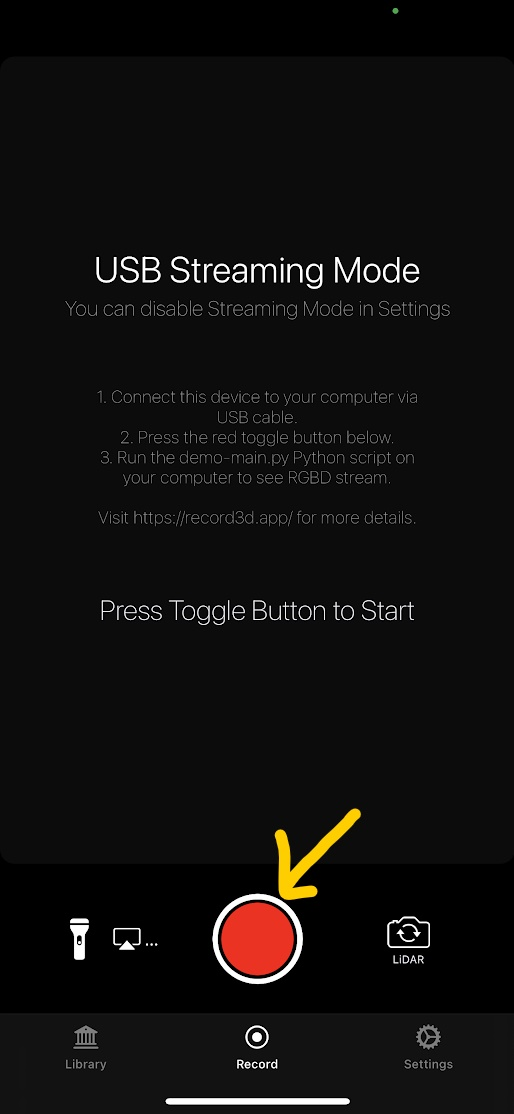 USB Streaming Mode
You can disable Streaming Mode in Settings
1. Connect this device to your computer via
USB cable.
2. Press the red toggle button below.
3. Run the demo-main.py Python script on
your computer to see RGBD stream.
Visit https://record3d.app/ for more details.
Press Toggle Button to Start
...
LiDAR
Library
Record
Settings